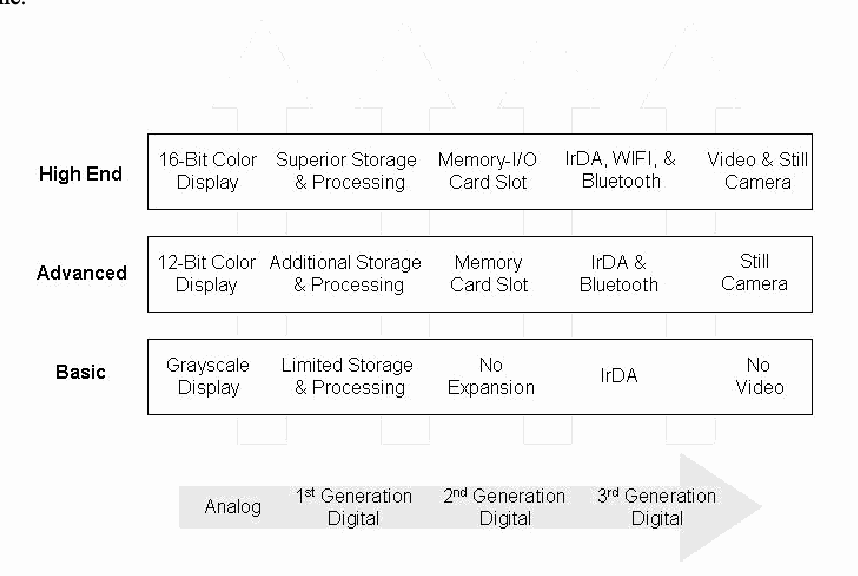 High End
16-Bit Color
Display
Superior Storage
& Processing
Memory-I/O
Card Slot
IrDA, WIFI, &
Bluetooth
Video & Still
Camera
Advanced
12-Bit Color
Display
Additional Storage
& Processing
Memory
Card Slot
IrDA &
Bluetooth
Still
Camera
Basic
Grayscale
Display
Limited Storage
& Processing
No
Expansion
IrDA
No
Video
Analog
1st Generation
Digital
2nd Generation
Digital
3rd Generation
Digital